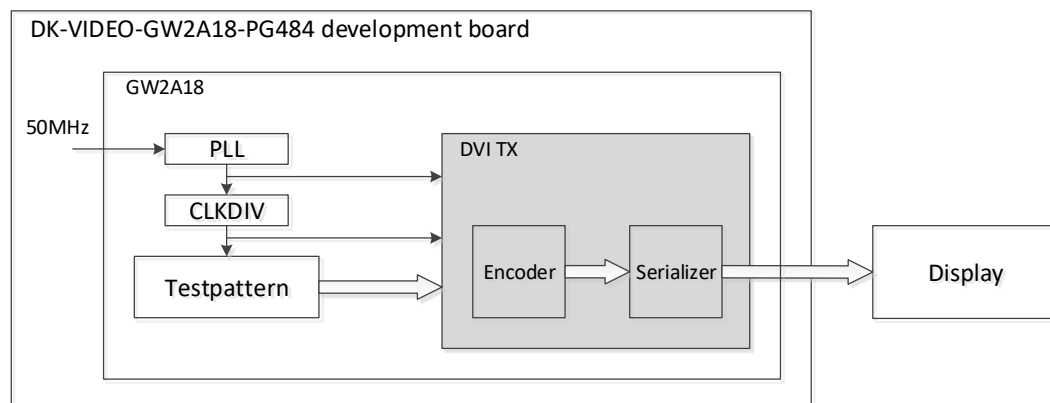 DK-VIDEO-GW2A18-PG484 development board
GW2A18
50MHz
PLL
DVI TX
CLKDIV
Encoder
Serializer
Testpattern
Display